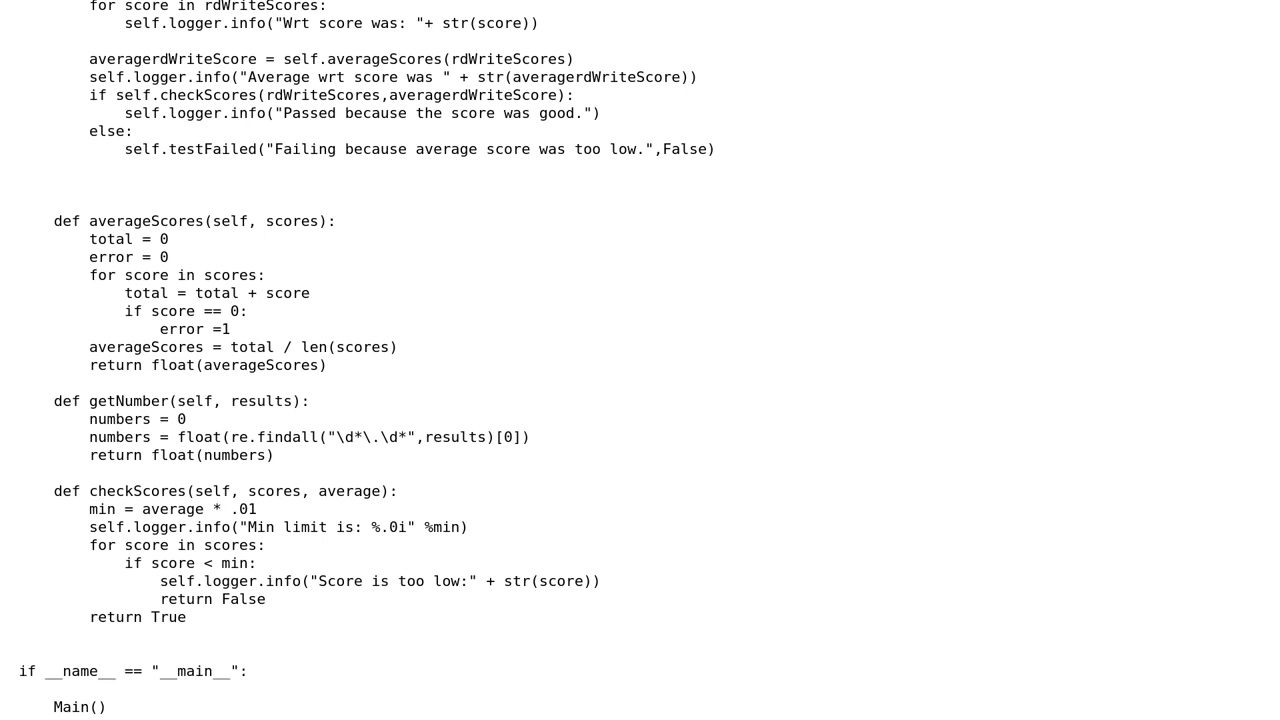 for score in rdWriteScores:
            self.logger.info("Wrt score was: "+ str(score))

        averagerdWriteScore = self.averageScores(rdWriteScores)
        self.logger.info("Average wrt score was " + str(averagerdWriteScore))
        if self.checkScores(rdWriteScores,averagerdWriteScore):
            self.logger.info("Passed because the score was good.")
        else:
            self.testFailed("Failing because average score was too low.",False)



    def averageScores(self, scores):
        total = 0
        error = 0
        for score in scores:
            total = total + score
            if score == 0:
                error =1
        averageScores = total / len(scores)
        return float(averageScores)

    def getNumber(self, results):
        numbers = 0
        numbers = float(re.findall("\d*\.\d*",results)[0])
        return float(numbers)

    def checkScores(self, scores, average):
        min = average * .01
        self.logger.info("Min limit is: %.0i" %min)
        for score in scores:
            if score < min:
                self.logger.info("Score is too low:" + str(score))
                return False
        return True


if __name__ == "__main__":

    Main()